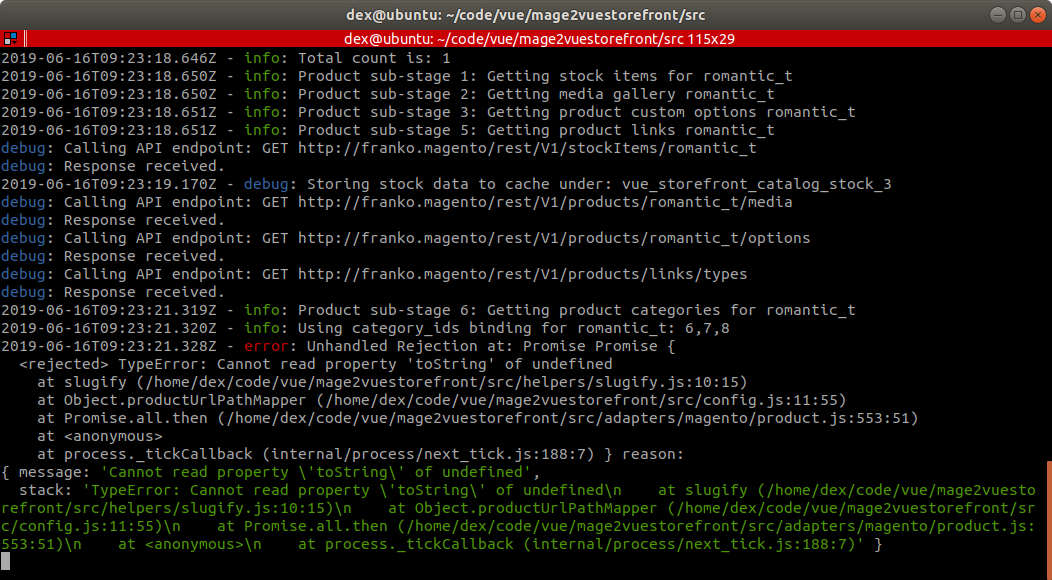 dex@ubuntu: ~/code/vue/mage2vuestorefront/src
dex@ubuntu: ~/code/vue/mage2vuestorefront/src 115x29
2019-06-16T09:23:18.646Z - info: Total count is: 1
2019-06-16T09:23:18.650Z - info: Product sub-stage 1: Getting stock items for romantic_t
2019-06-16T09:23:18.650Z - info: Product sub-stage 2: Getting media gallery romantic_t
2019-06-16T09:23:18.651Z - info: Product sub-stage 3: Getting product custom options romantic_t
2019-06-16T09:23:18.651Z - info: Product sub-stage 5: Getting product links romantic_t
debug: Calling API endpoint: GET http://franko.magento/rest/V1/stockItems/romantic_t
debug: Response received.
2019-06-16T09:23:19.170Z - debug: Storing stock data to cache under: vue_storefront_catalog_stock_3
debug: Calling API endpoint: GET http://franko.magento/rest/V1/products/romantic_t/media
debug: Response received.
debug: Calling API endpoint: GET http://franko.magento/rest/V1/products/romantic_t/options
debug: Response received.
debug: Calling API endpoint: GET http://franko.magento/rest/V1/products/links/types
debug: Response received.
2019-06-16T09:23:21.319Z - info: Product sub-stage 6: Getting product categories for romantic_t
2019-06-16T09:23:21.320Z - info: Using category_ids binding for romantic_t: 6,7,8
2019-06-16T09:23:21.328Z - error: Unhandled Rejection at: Promise Promise {
  <rejected> TypeError: Cannot read property 'toString' of undefined
    at slugify (/home/dex/code/vue/mage2vuestorefront/src/helpers/slugify.js:10:15)
    at Object.productUrlPathMapper (/home/dex/code/vue/mage2vuestorefront/src/config.js:11:55)
    at Promise.all.then (/home/dex/code/vue/mage2vuestorefront/src/adapters/magento/product.js:553:51)
    at <anonymous>
    at process._tickCallback (internal/process/next_tick.js:188:7) } reason:
{ message: 'Cannot read property \'toString\' of undefined',
  stack: 'TypeError: Cannot read property \'toString\' of undefined\n    at slugify (/home/dex/code/vue/mage2vuesto
refront/src/helpers/slugify.js:10:15)\n    at Object.productUrlPathMapper (/home/dex/code/vue/mage2vuestorefront/sr
c/config.js:11:55)\n    at Promise.all.then (/home/dex/code/vue/mage2vuestorefront/src/adapters/magento/product.js:
553:51)\n    at <anonymous>\n    at process._tickCallback (internal/process/next_tick.js:188:7)' }